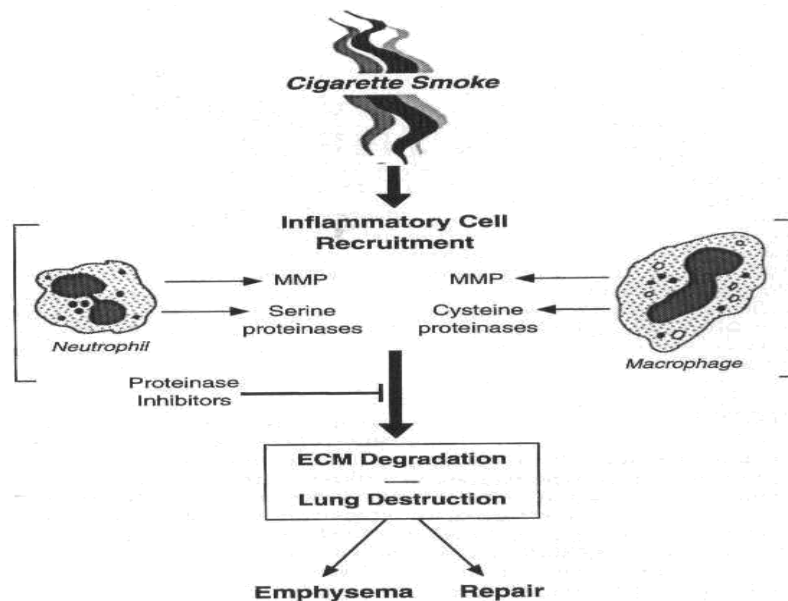 Cigarette Smoke
Inflammatory Cell
Recruitment
MMP
MMP
Serine
proteinases
Cysteine
proteinases
Neutrophil
Macrophage
Proteinase
Inhibitors
ECM Degradation
Lung Destruction
Emphysema
Repair